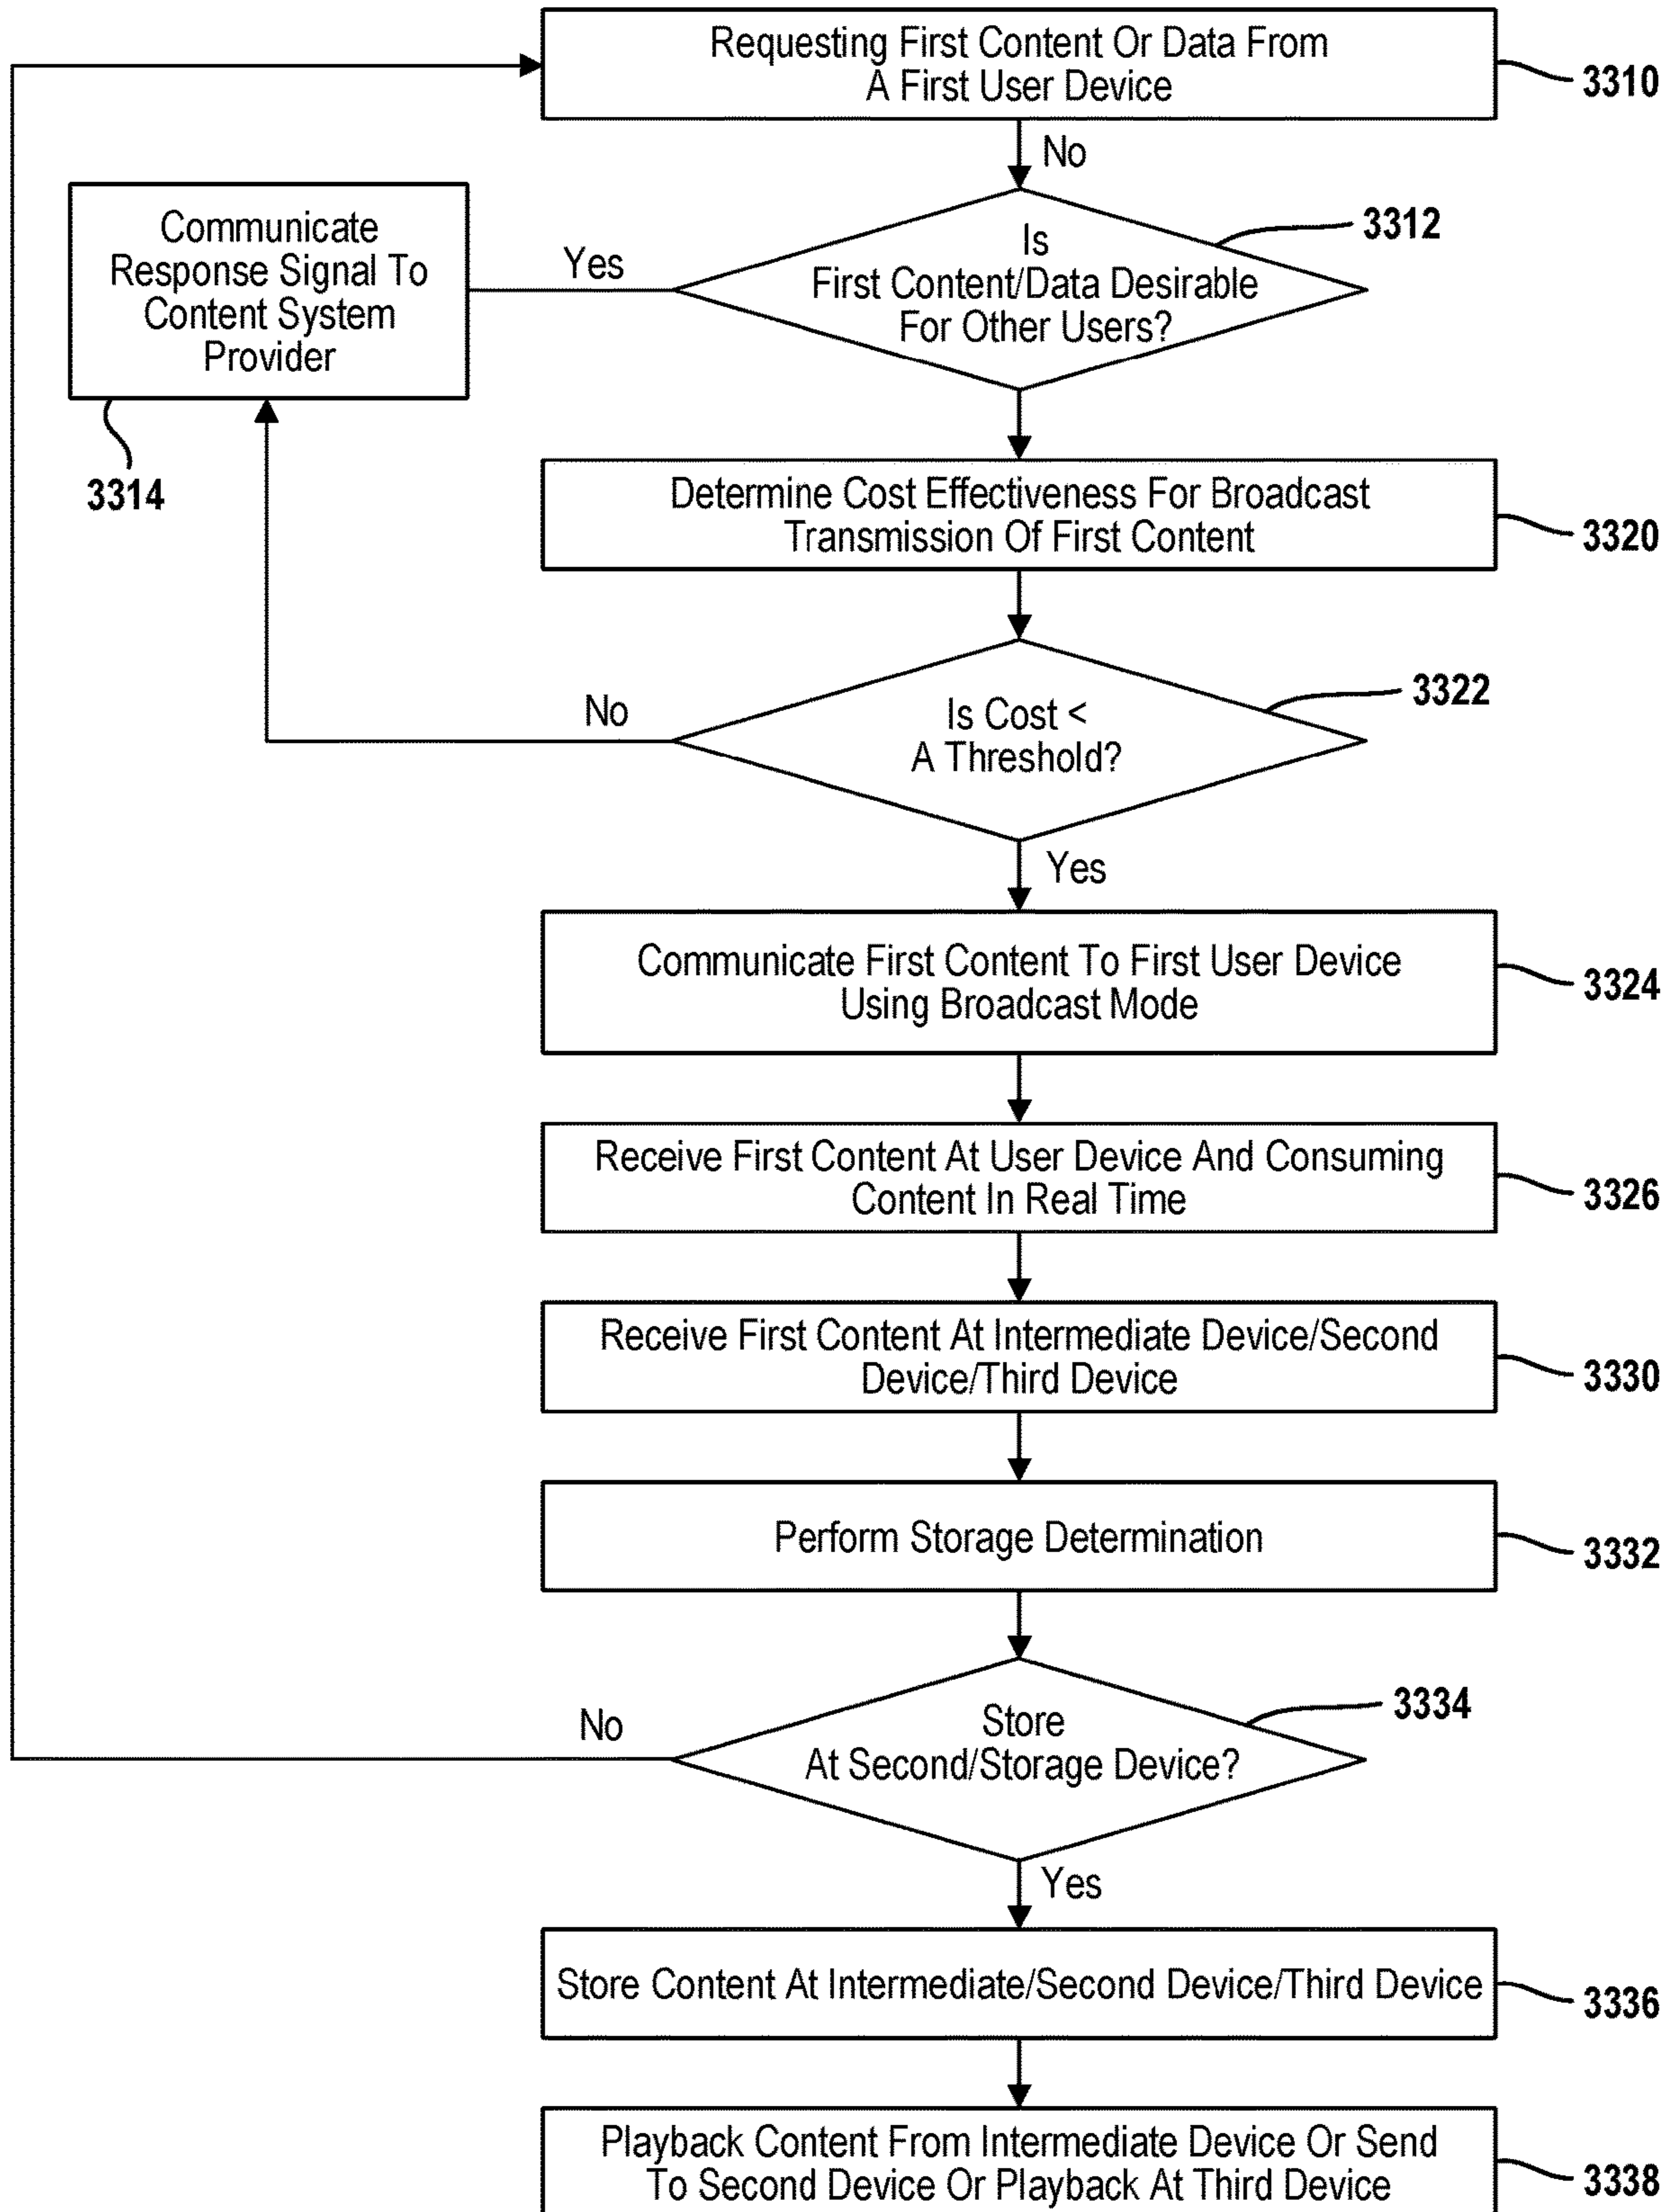 Requesting First Content Or Data From
A First User Device
3310
No
Communicate
Response Signal To
Content System
Provider
3314
Yes
Is
First Content/Data Desirable
For Other Users?
3312
Determine Cost Effectiveness For Broadcast
Transmission Of First Content
3320
No
Is Cost <
A Threshold?
3322
Yes
Communicate First Content To First User Device
Using Broadcast Mode
3324
Receive First Content At User Device And Consuming
Content In Real Time
3326
Receive First Content At Intermediate Device/Second
Device/Third Device
3330
Perform Storage Determination
3332
No
Store
At Second/Storage Device?
3334
Yes
Store Content At Intermediate/Second Device/Third Device
3336
Playback Content From Intermediate Device Or Send
To Second Device Or Playback At Third Device
3338